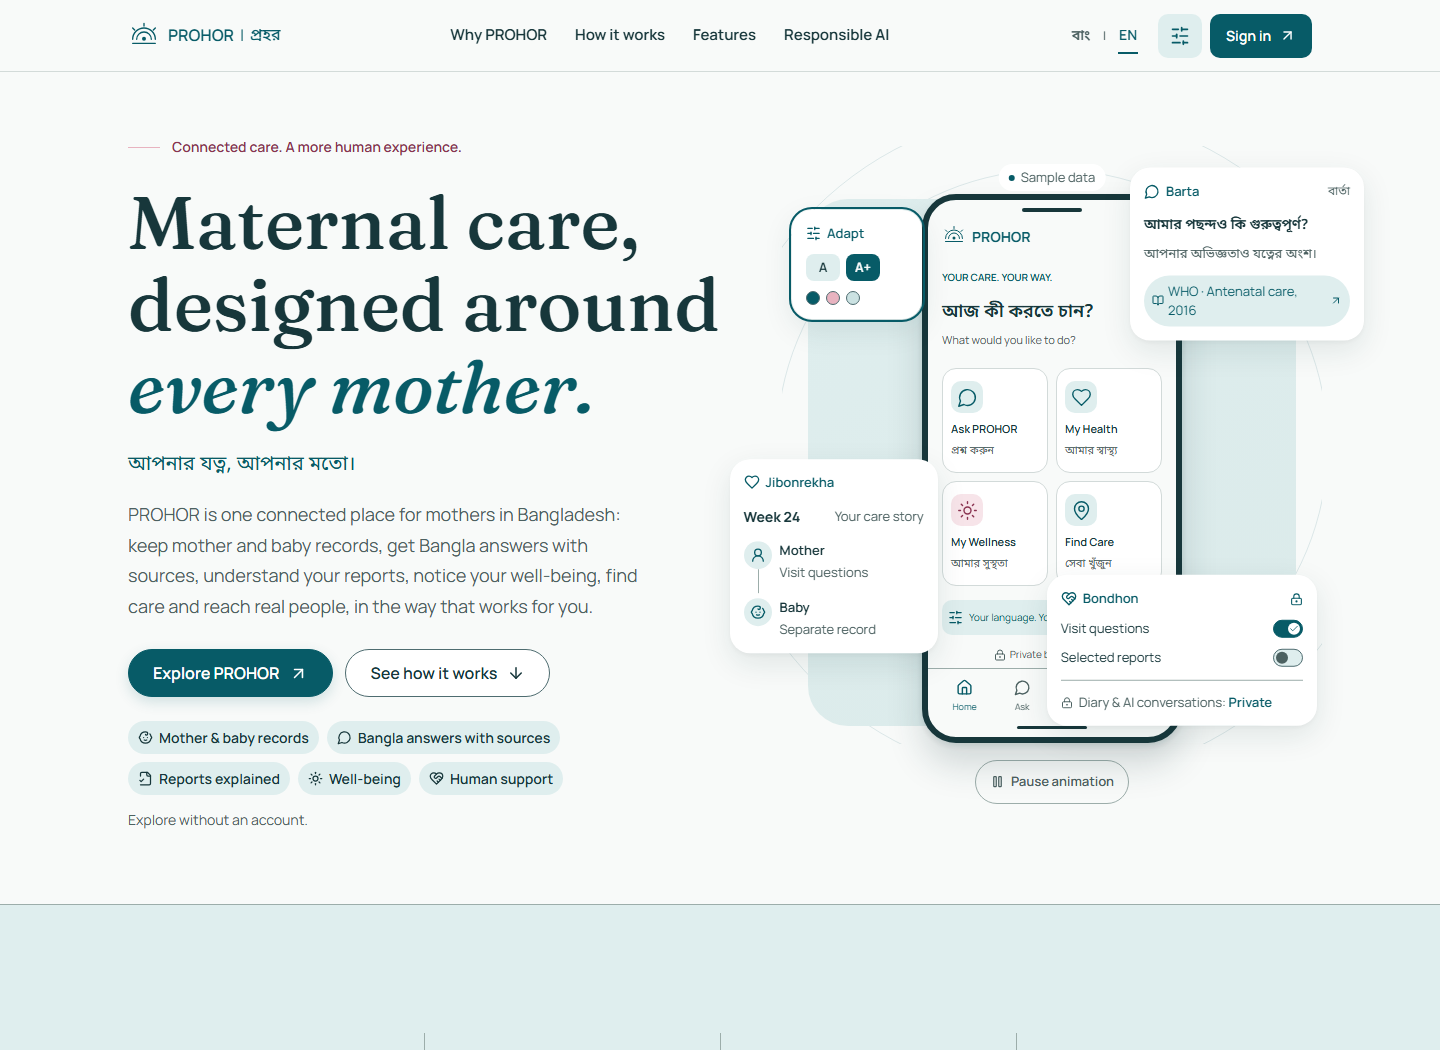 PROHOR | প্রহর
Why PROHOR
How it works
Features
Responsible AI
বাং | EN
Sign in
Connected care. A more human experience.
Maternal care,
designed around
every mother.
আপনার যত্ন, আপনার মতো।
PROHOR is one connected place for mothers in Bangladesh:
keep mother and baby records, get Bangla answers with
sources, understand your reports, notice your well-being, find
care and reach real people, in the way that works for you.
Explore PROHOR
See how it works
Mother & baby records
Bangla answers with sources
Reports explained
Well-being
Human support
Explore without an account.
Sample data
Adapt
A
A+
PROHOR
YOUR CARE. YOUR WAY.
আজ কী করতে চান?
What would you like to do?
Ask PROHOR
প্রশ্ন করুন
My Health
আমার স্বাস্থ্য
My Wellness
আমার সুস্থতা
Find Care
সেবা খুঁজুন
Your language.
Private
Home
Ask
Barta
বার্তা
আমার পছন্দও কি গুরুত্বপূর্ণ?
আপনার অভিজ্ঞতাও যত্নের অংশ।
WHO · Antenatal care,
2016
Jibonrekha
Week 24
Your care story
Mother
Visit questions
Baby
Separate record
Bondhon
Visit questions
Selected reports
Diary & AI conversations: Private
Pause animation